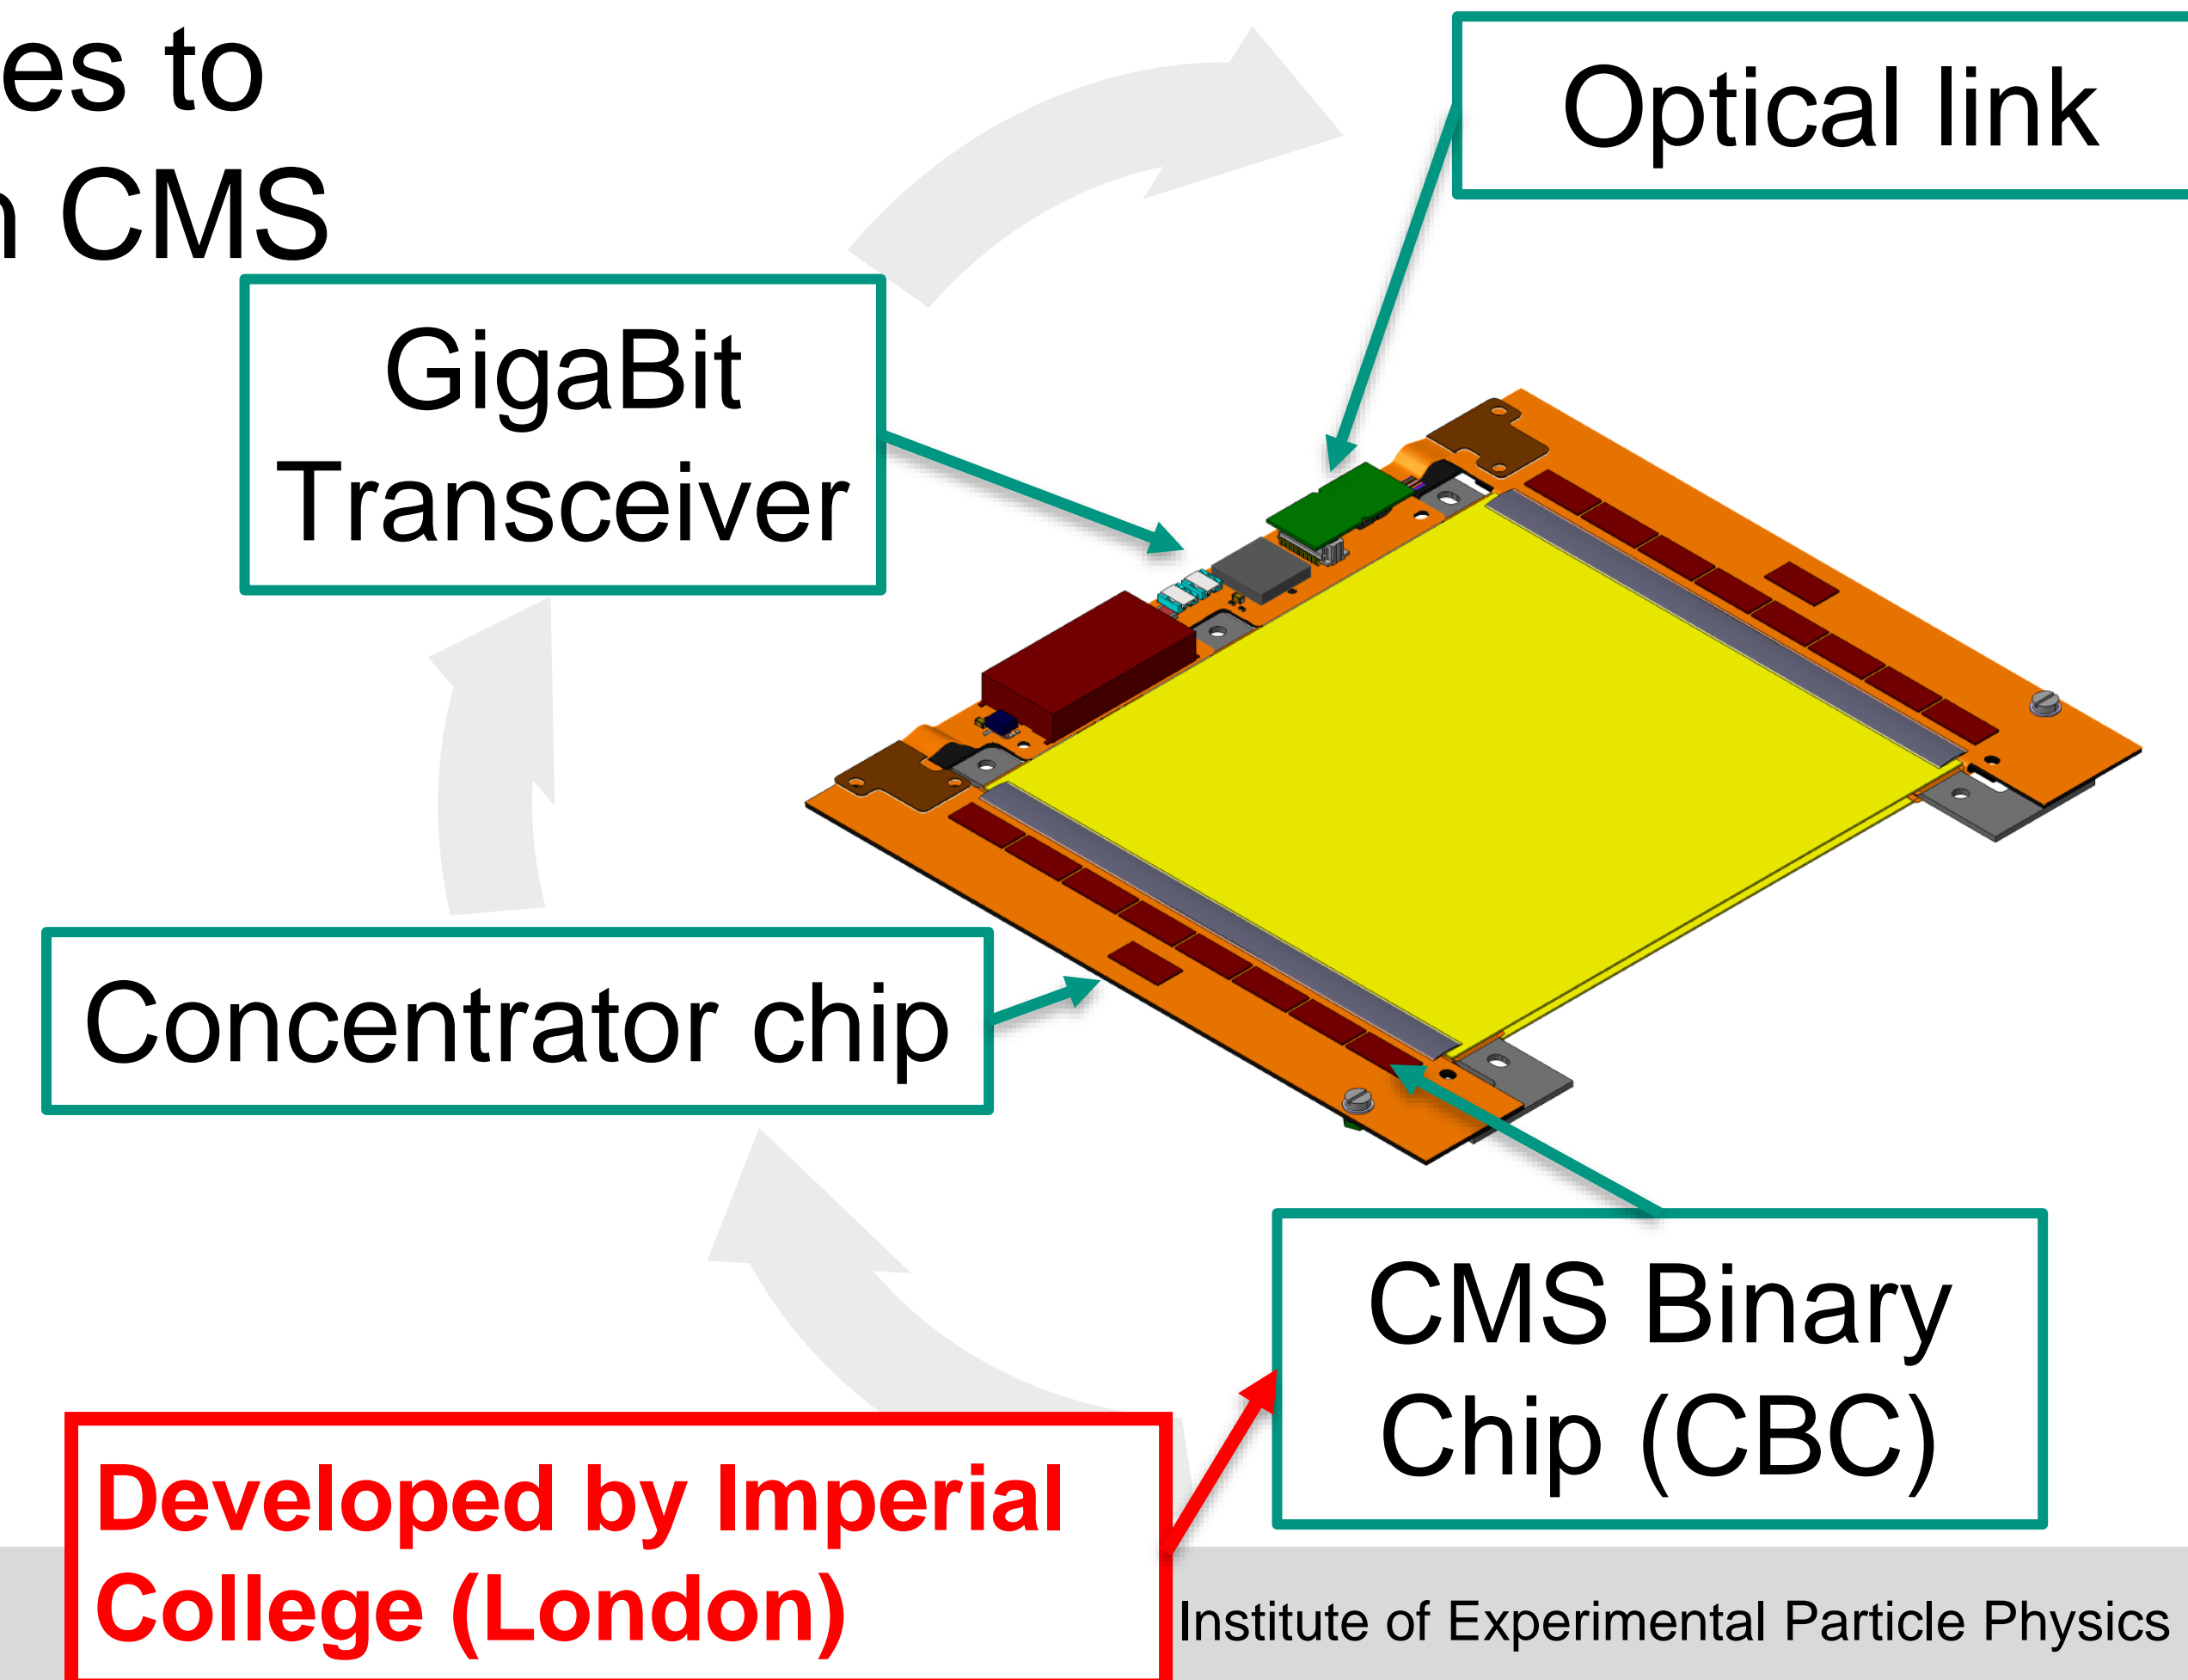 es to
CMS
Optical link
GigaBit
Transceiver
Concentrator chip
CMS Binary
Chip (CBC)
Developed by Imperial
College (London)
Institute of Experimental Particle Physics